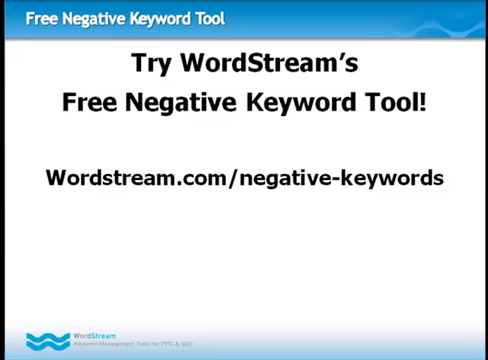 Free Negative Keyword Tool
Try WordStream's
Free Negative Keyword Tool!
Wordstream.com/negative-keywords
WordStream
Keyword Management Tools for PPC & SEO